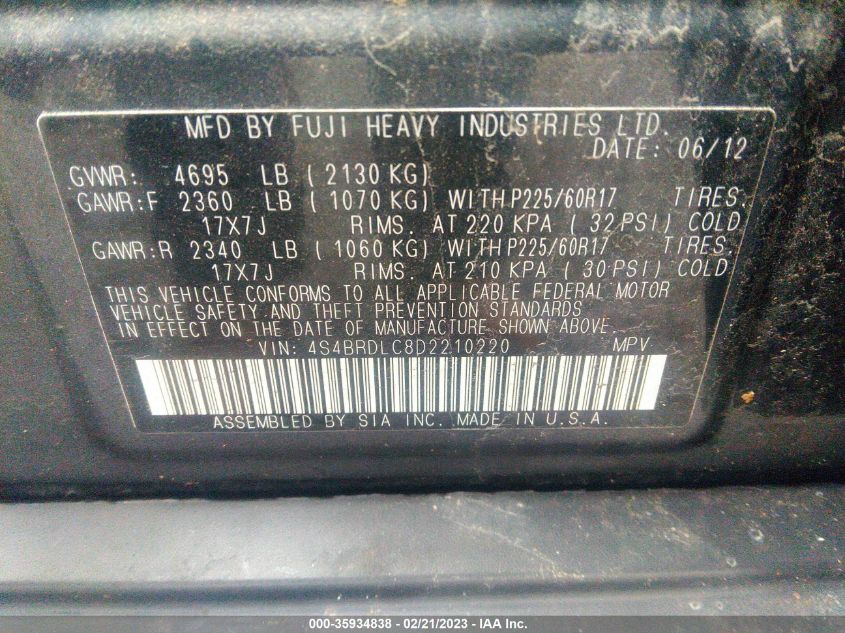 MFD BY FUJI HEAVY INDUSTRIES LTD.
DATE: 06/12
GVWR: 4695 LB ( 2130 KG)
GAWR:F 2360 LB ( 1070 KG) WITH P225/60R17 TIRES.
17X7J RIMS. AT 220 KPA ( 32 PSI) COLD
GAWR:R 2340 LB ( 1060 KG) WITH P225/60R17 TIRES.
17X7J RIMS. AT 210 KPA ( 30 PSI) COLD
THIS VEHICLE CONFORMS TO ALL APPLICABLE FEDERAL MOTOR
VEHICLE SAFETY AND THEFT PREVENTION STANDARDS
IN EFFECT ON THE DATE OF MANUFACTURE SHOWN ABOVE.
VIN: 4S4BRDLC8D2210220 MPV
ASSEMBLED BY SIA INC. MADE IN U.S.A.
000-35934838 - 02/21/2023 - IAA Inc.